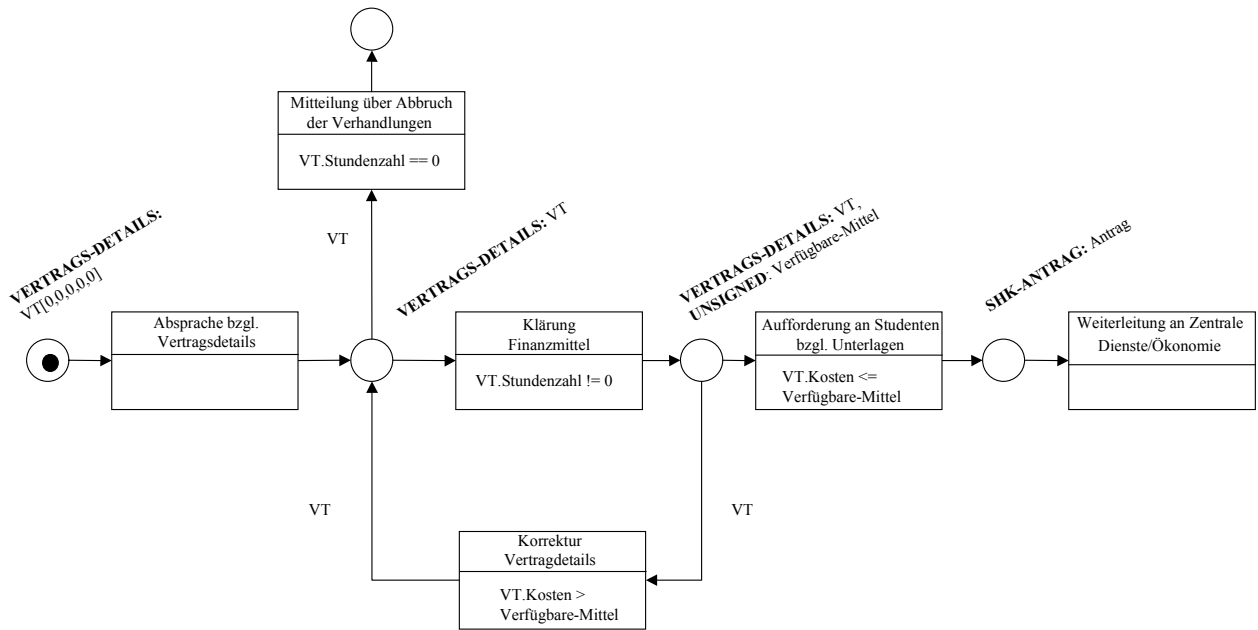 Mitteilung über Abbruch
der Verhandlungen
VT.Stundenzahl == 0
VT
VERTRAGS-DETAILS:
VT[0,0,0,0,0]
VERTRAGS-DETAILS: VT
VERTRAGS-DETAILS: VT,
UNSIGNED: Verfügbare-Mittel
SHK-ANTRAG: Antrag
Absprache bzgl.
Vertragsdetails
Klärung
Finanzmittel
VT.Stundenzahl != 0
Aufforderung an Studenten
bzgl. Unterlagen
VT.Kosten <=
Verfügbare-Mittel
Weiterleitung an Zentrale
Dienste/Ökonomie
VT
VT
Korrektur
Vertragdetails
VT.Kosten >
Verfügbare-Mittel